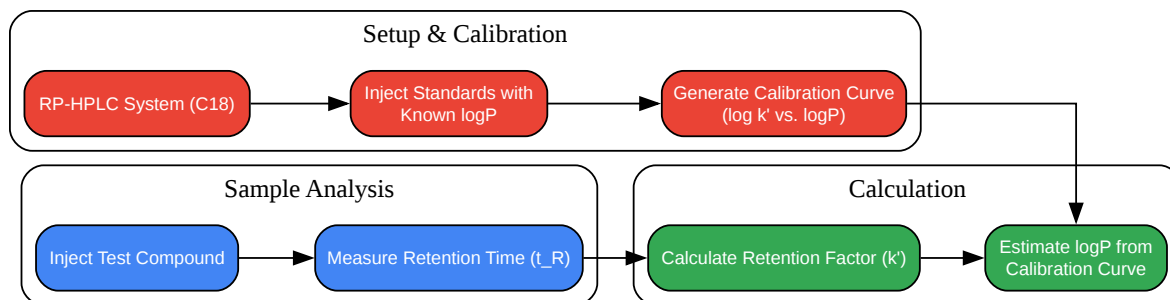 Setup & Calibration
RP-HPLC System (C18)
Inject Standards with
Known logP
Generate Calibration Curve
(log k' vs. logP)
Sample Analysis
Inject Test Compound
Measure Retention Time (t_R)
Calculation
Calculate Retention Factor (k')
Estimate logP from
Calibration Curve